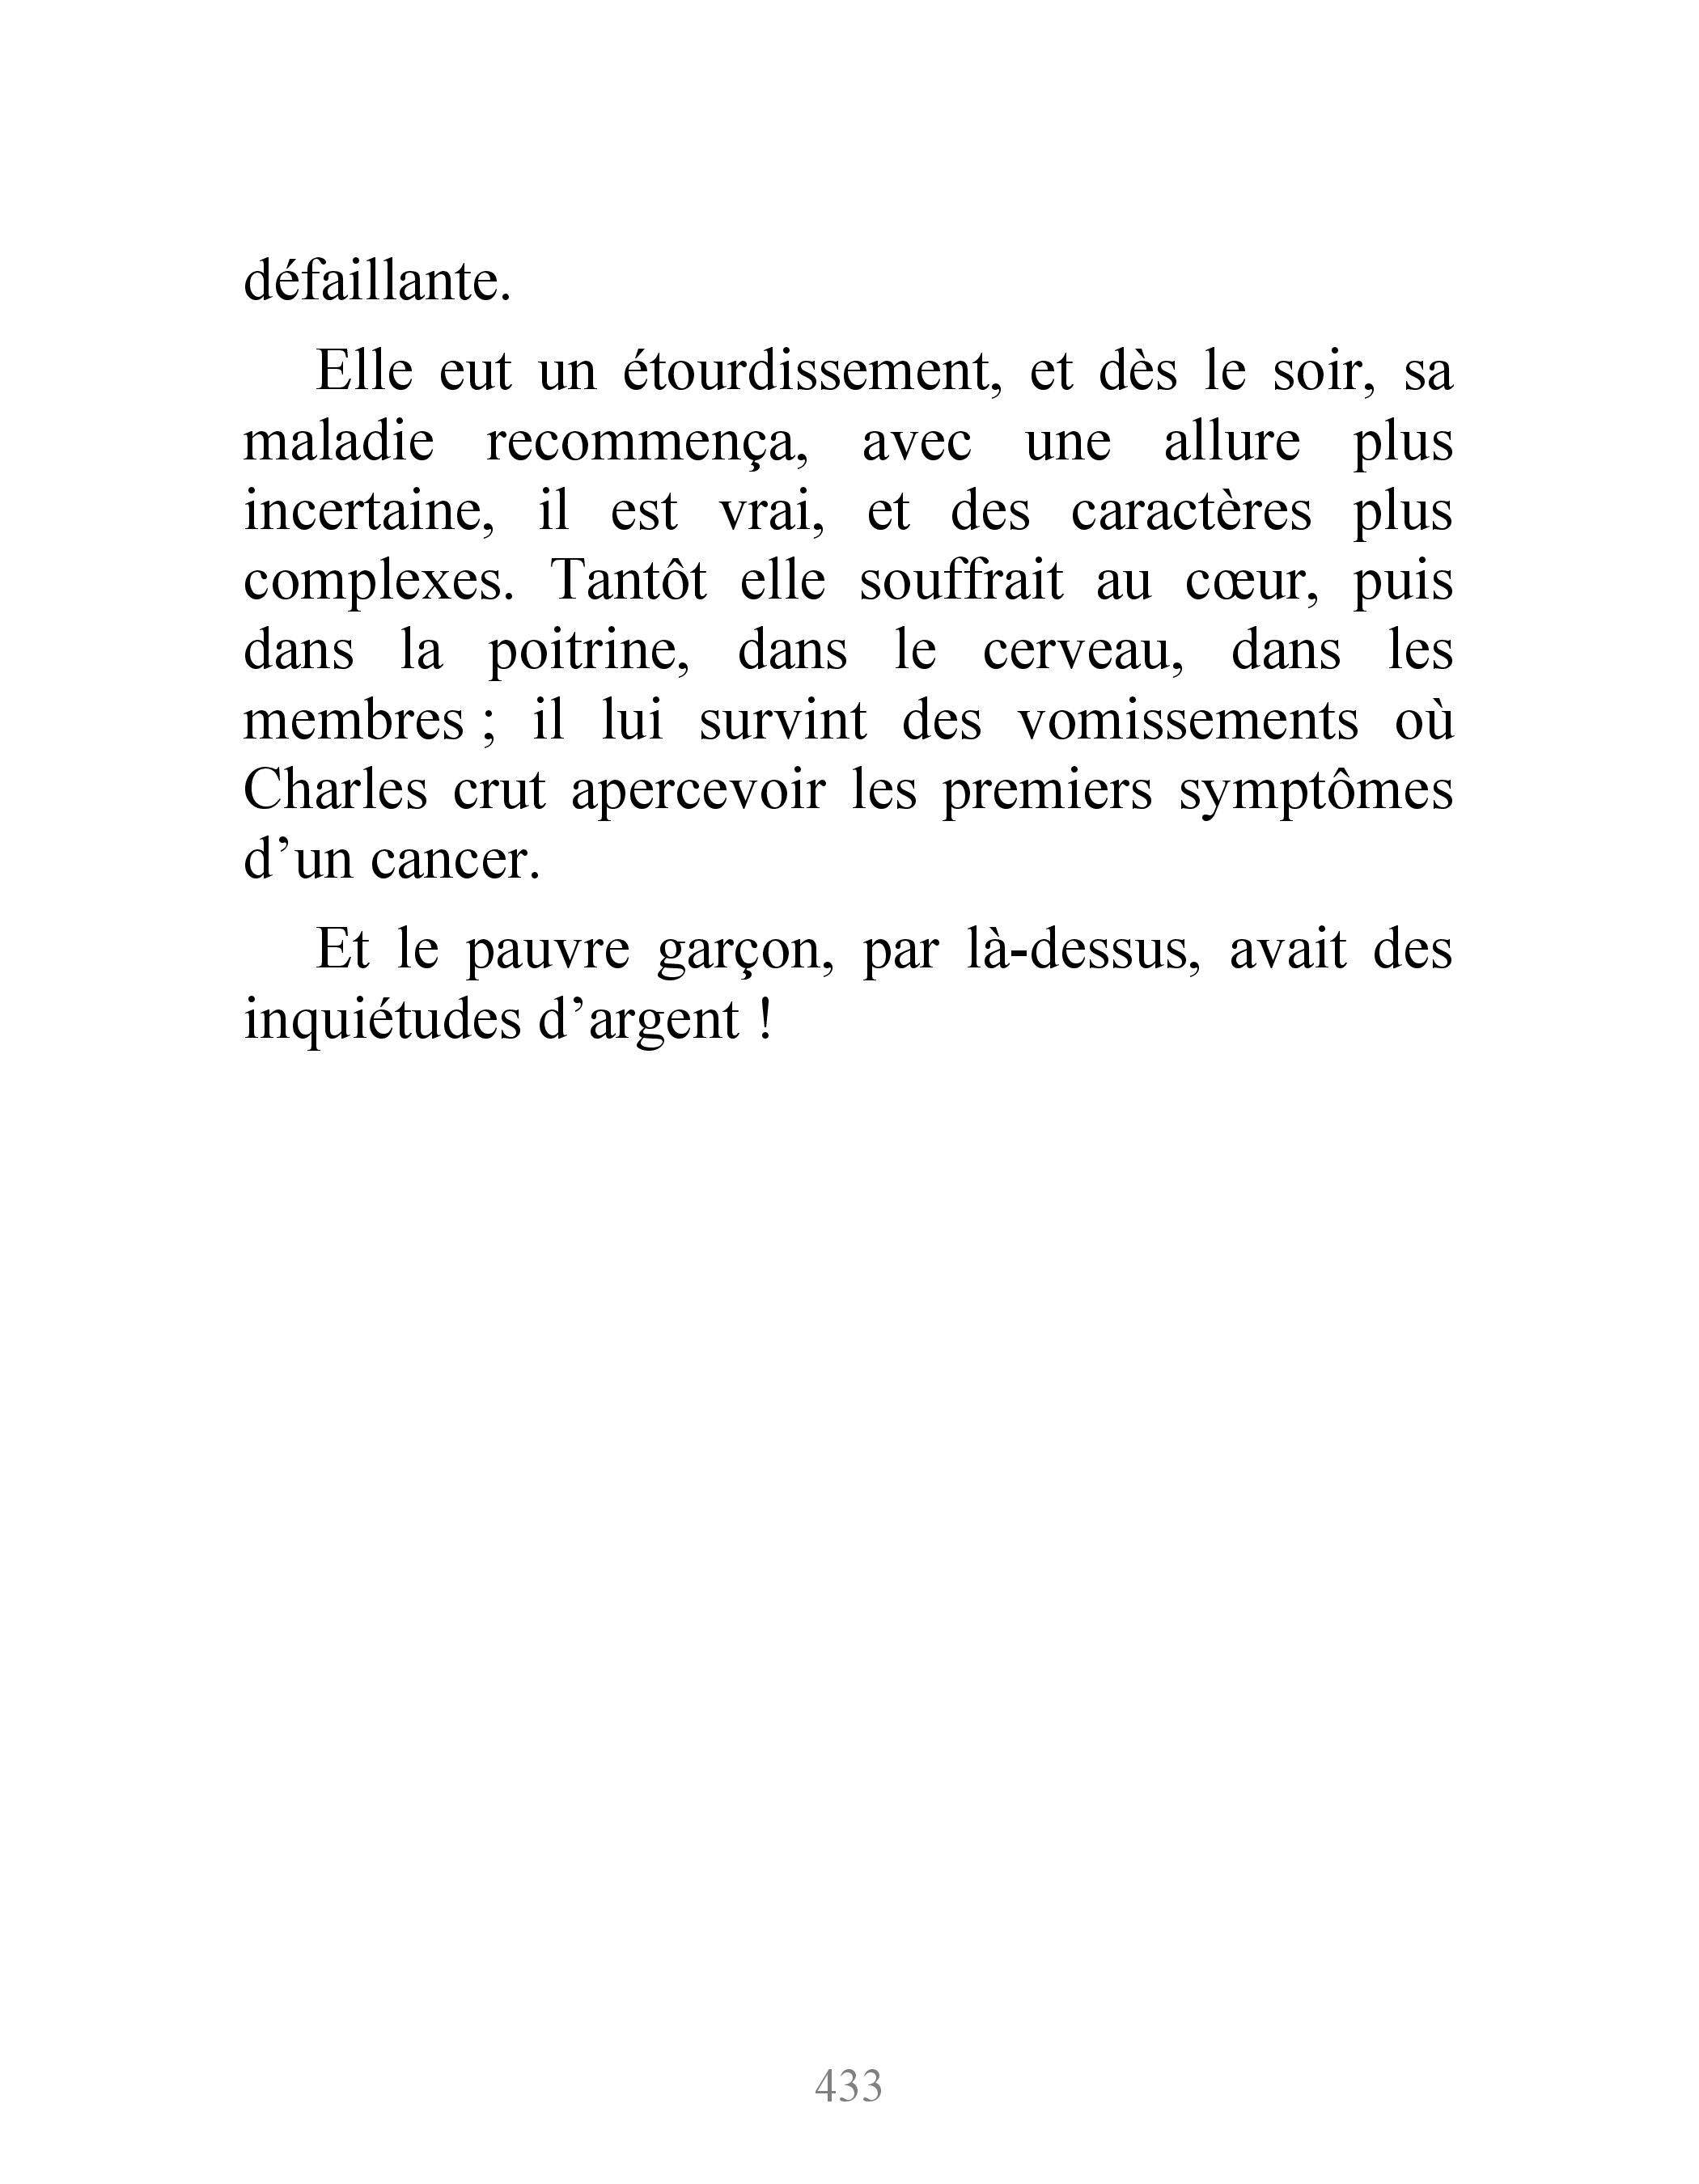 défaillante.
Elle eut un étourdissement, et dès le soir, sa
maladie recommença, avec une allure plus
incertaine, il est vrai, et des caractères plus
complexes. Tantôt elle souffrait au cœur, puis
dans la poitrine, dans le cerveau, dans les
membres ; il lui survint des vomissements où
Charles crut apercevoir les premiers symptômes
d’un cancer.
Et le pauvre garçon, par là-dessus, avait des
inquiétudes d’argent !
433